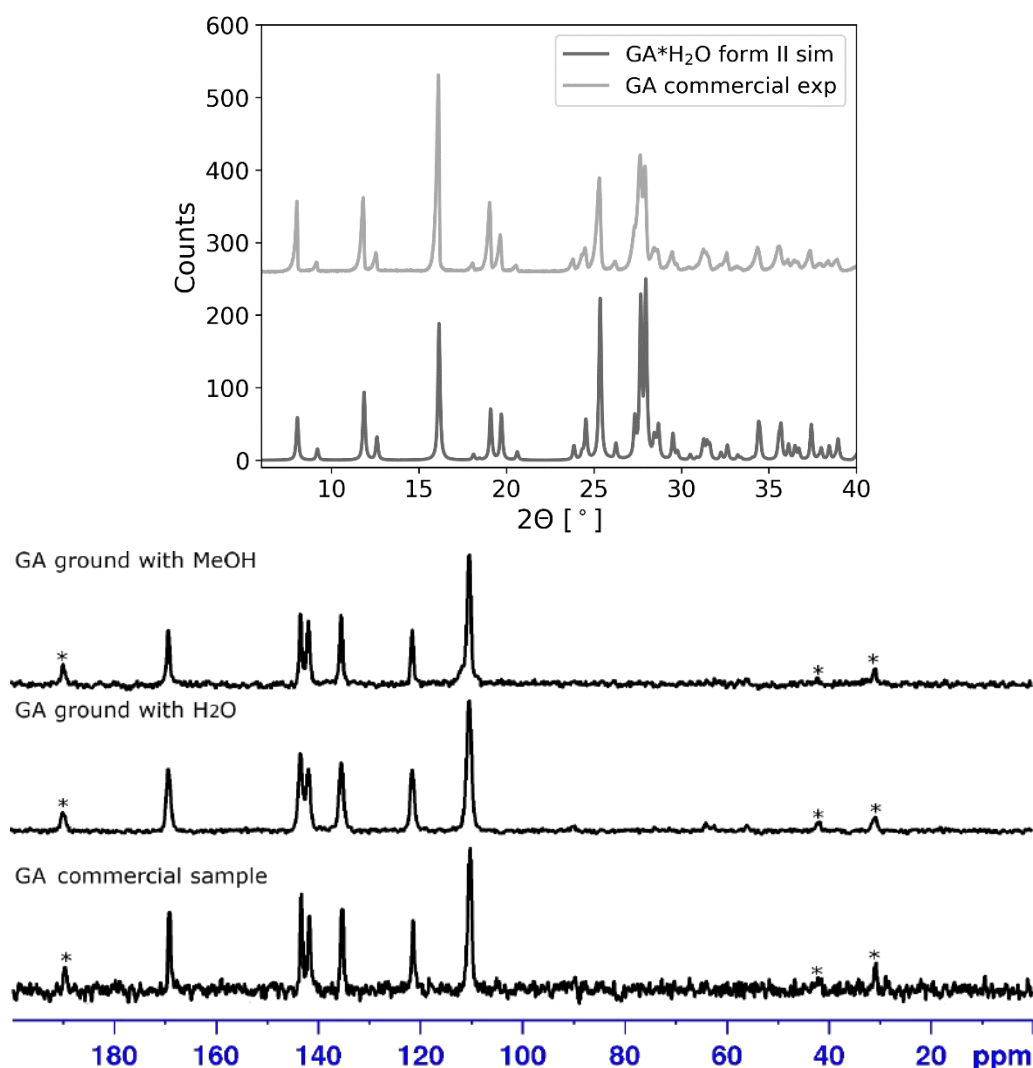 600
500
400
300
200
100
0
Counts
GA*H₂O form II sim
GA commercial exp
10 15 20 25 30 35 40
2Θ [°]
GA ground with MeOH
* * *
GA ground with H2O
* * *
GA commercial sample
* * *
180 160 140 120 100 80 60 40 20 ppm